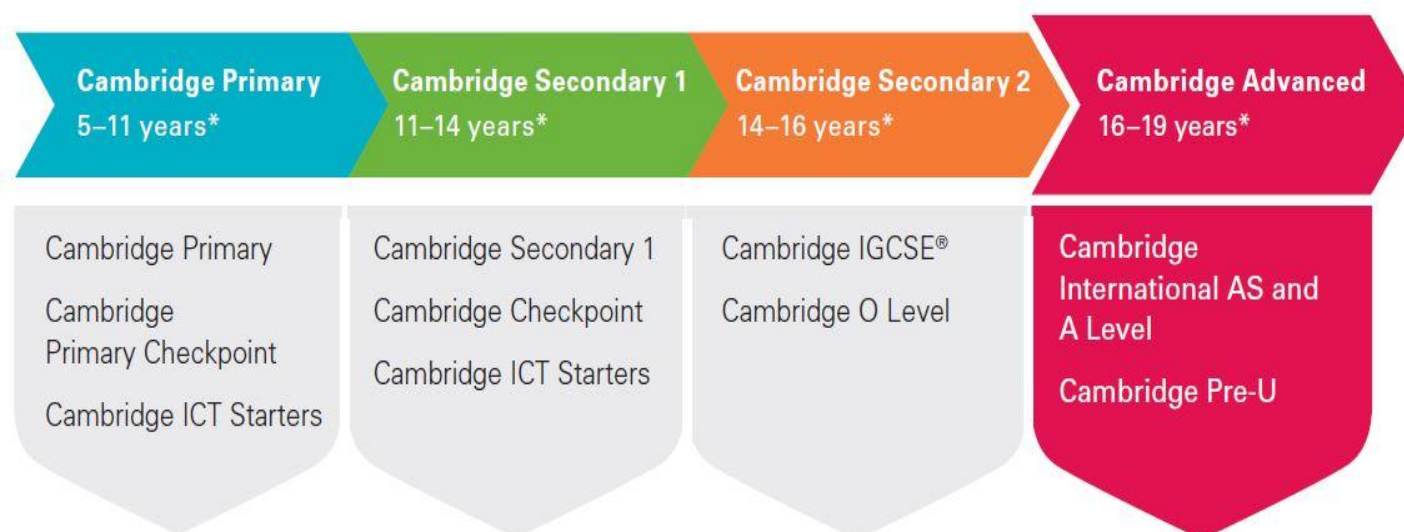 Cambridge Primary
5–11 years*
Cambridge Secondary 1
11–14 years*
Cambridge Secondary 2
14–16 years*
Cambridge Advanced
16–19 years*
Cambridge Primary
Cambridge
Primary Checkpoint
Cambridge ICT Starters
Cambridge Secondary 1
Cambridge Checkpoint
Cambridge ICT Starters
Cambridge IGCSE®
Cambridge O Level
Cambridge
International AS and
A Level
Cambridge Pre-U